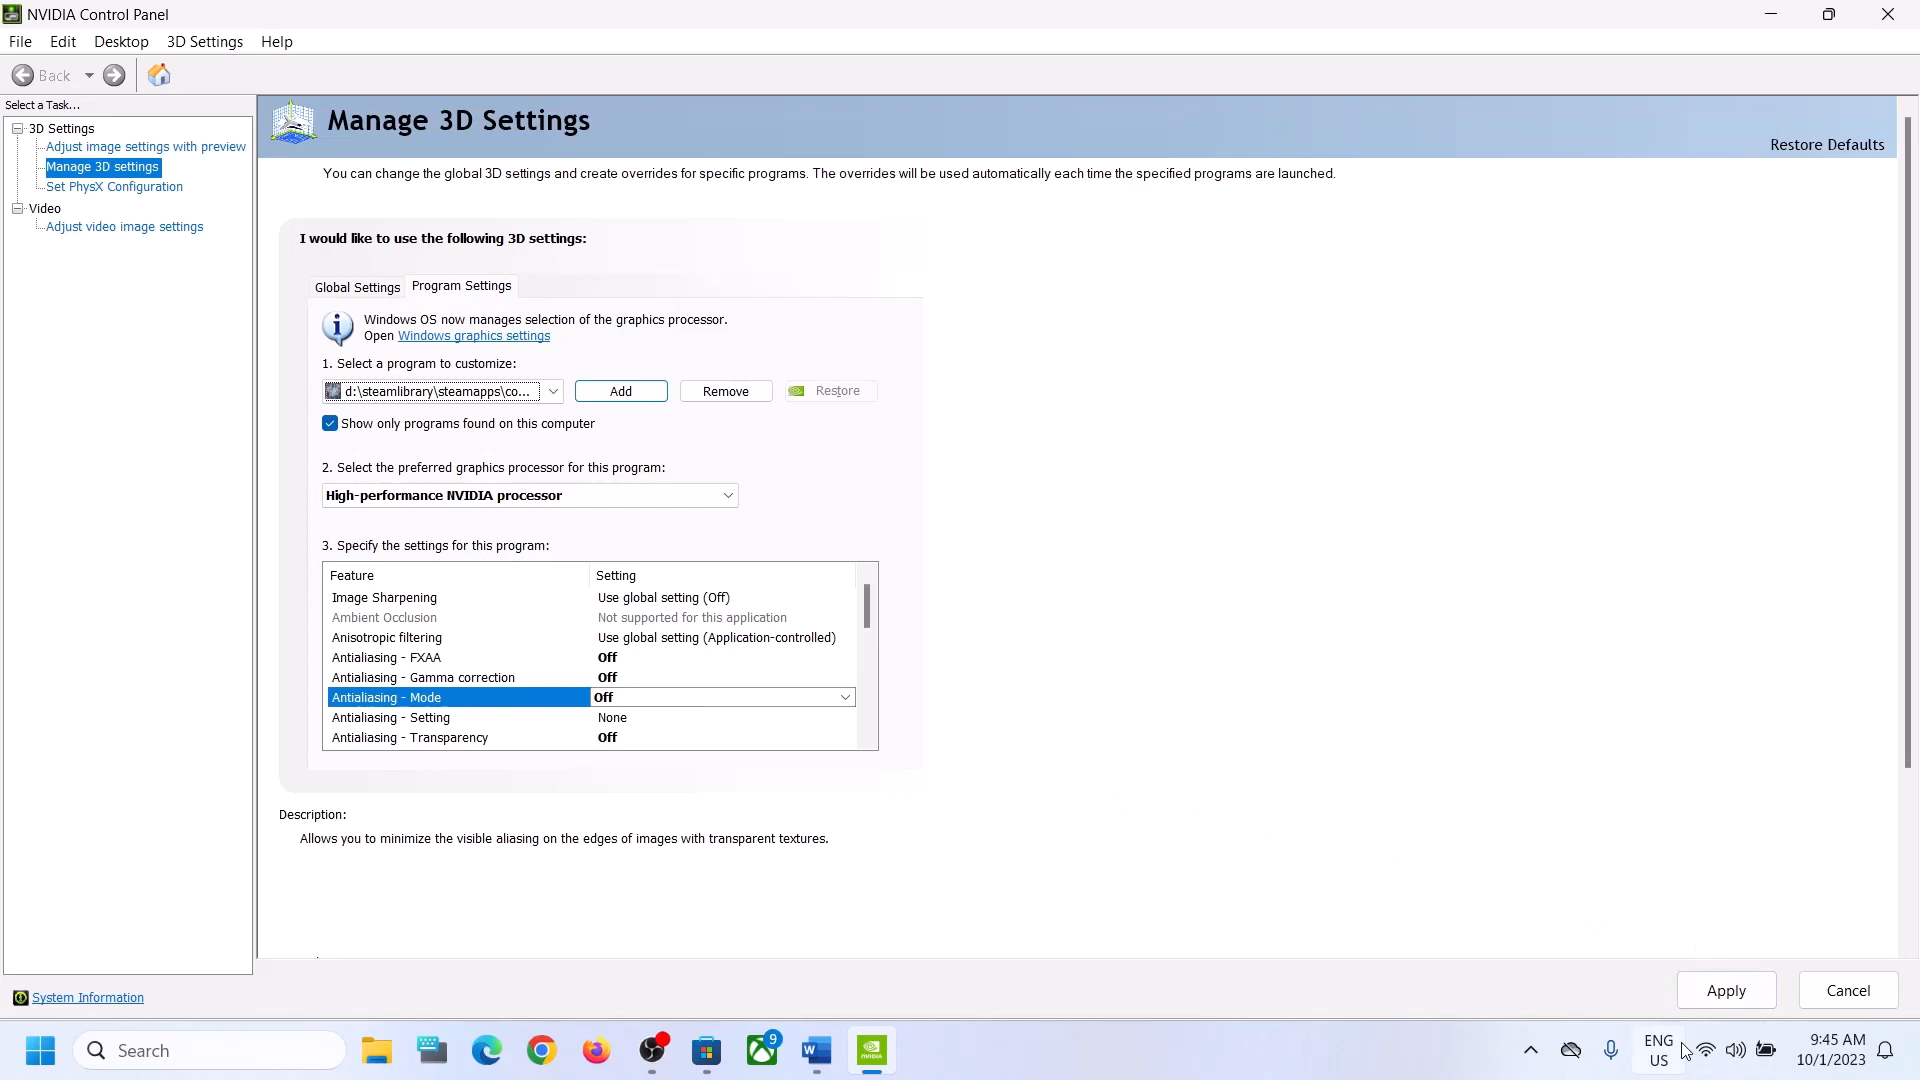 NVIDIA Control Panel
File Edit Desktop 3D Settings Help
Back
Select a Task...
3D Settings
Adjust image settings with preview
Manage 3D settings
Set PhysX Configuration
Video
Adjust video image settings
Manage 3D Settings
Restore Defaults
You can change the global 3D settings and create overrides for specific programs. The overrides will be used automatically each time the specified programs are launched.
I would like to use the following 3D settings:
Global Settings Program Settings
Windows OS now manages selection of the graphics processor.
Open Windows graphics settings
1. Select a program to customize:
d:\steamlibrary\steamapps\co... Add Remove Restore
Show only programs found on this computer
2. Select the preferred graphics processor for this program:
High-performance NVIDIA processor
3. Specify the settings for this program:
Feature Setting
Image Sharpening Use global setting (Off)
Ambient Occlusion Not supported for this application
Anisotropic filtering Use global setting (Application-controlled)
Antialiasing - FXAA Off
Antialiasing - Gamma correction Off
Antialiasing - Mode Off
Antialiasing - Setting None
Antialiasing - Transparency Off
Description:
Allows you to minimize the visible aliasing on the edges of images with transparent textures.
System Information
Apply Cancel
Search
9
ENG
US
9:45 AM
10/1/2023